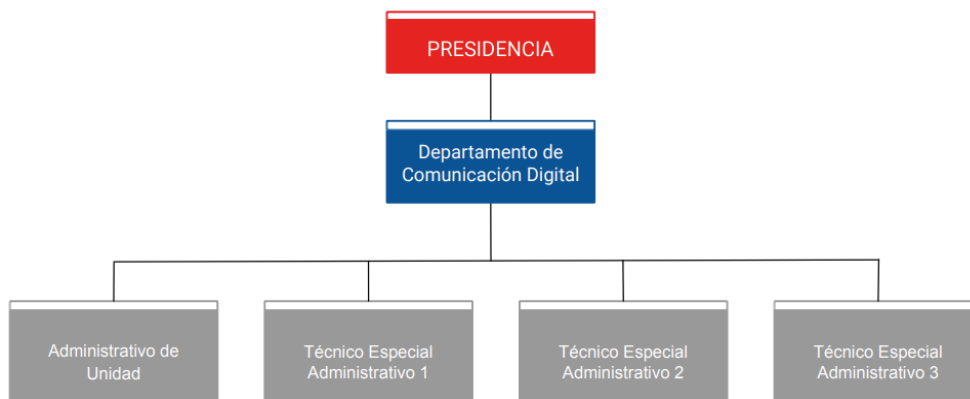 PRESIDENCIA
Departamento de
Comunicación Digital
Administrativo de
Unidad
Técnico Especial
Administrativo 1
Técnico Especial
Administrativo 2
Técnico Especial
Administrativo 3